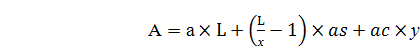 A = a × L + (L/x − 1) × as + ac × y